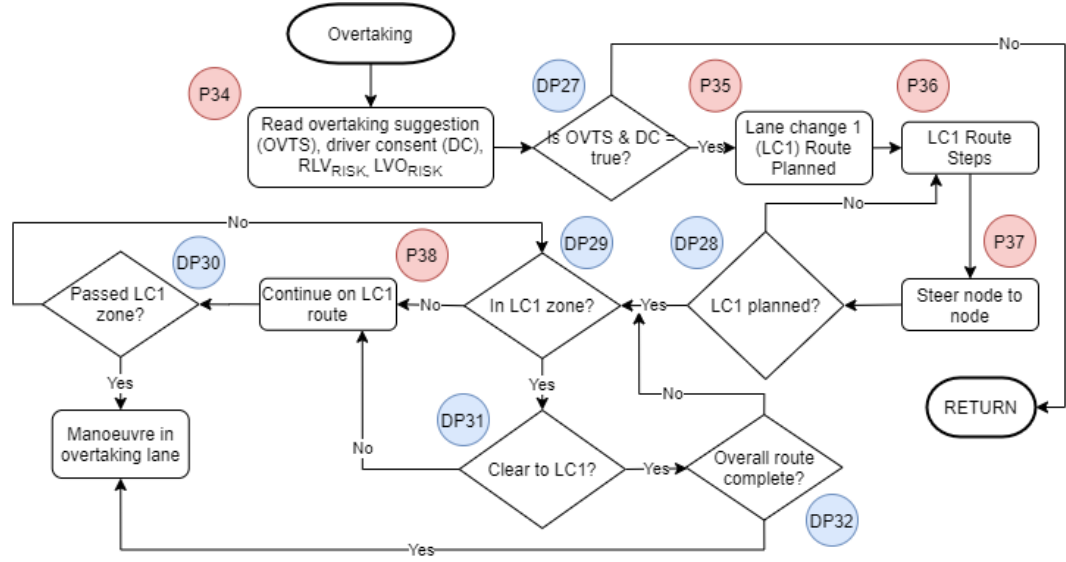 Overtaking
No
P34
DP27
P35
P36
Read overtaking suggestion
(OVTS), driver consent (DC),
RLVRISK, LVORISK
Is OVTS & DC =
true?
Yes
Lane change 1
(LC1) Route
Planned
LC1 Route
Steps
No
No
DP30
P38
DP29
DP28
P37
Passed LC1
zone?
Continue on LC1
route
No
In LC1 zone?
Yes
LC1 planned?
Steer node to
node
Yes
Yes
No
RETURN
Manoeuvre in
overtaking lane
DP31
No
Clear to LC1?
Yes
Overall route
complete?
DP32
Yes